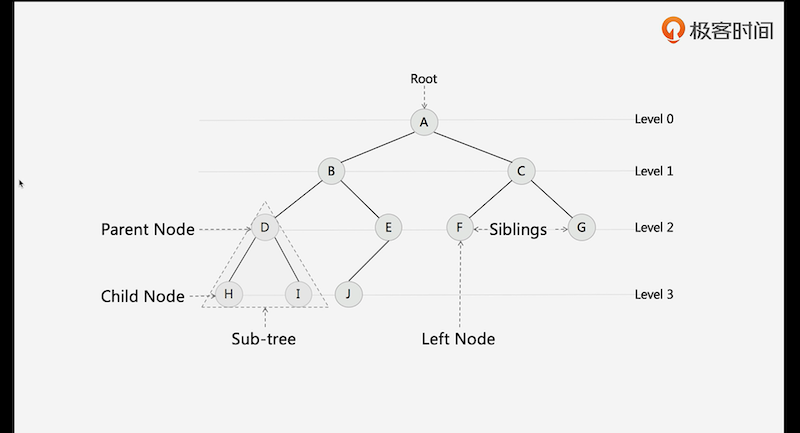 极客时间
Root
A
Level 0
B
C
Level 1
Parent Node
D
E
F
Siblings
G
Level 2
Child Node
H
I
J
Level 3
Sub-tree
Left Node